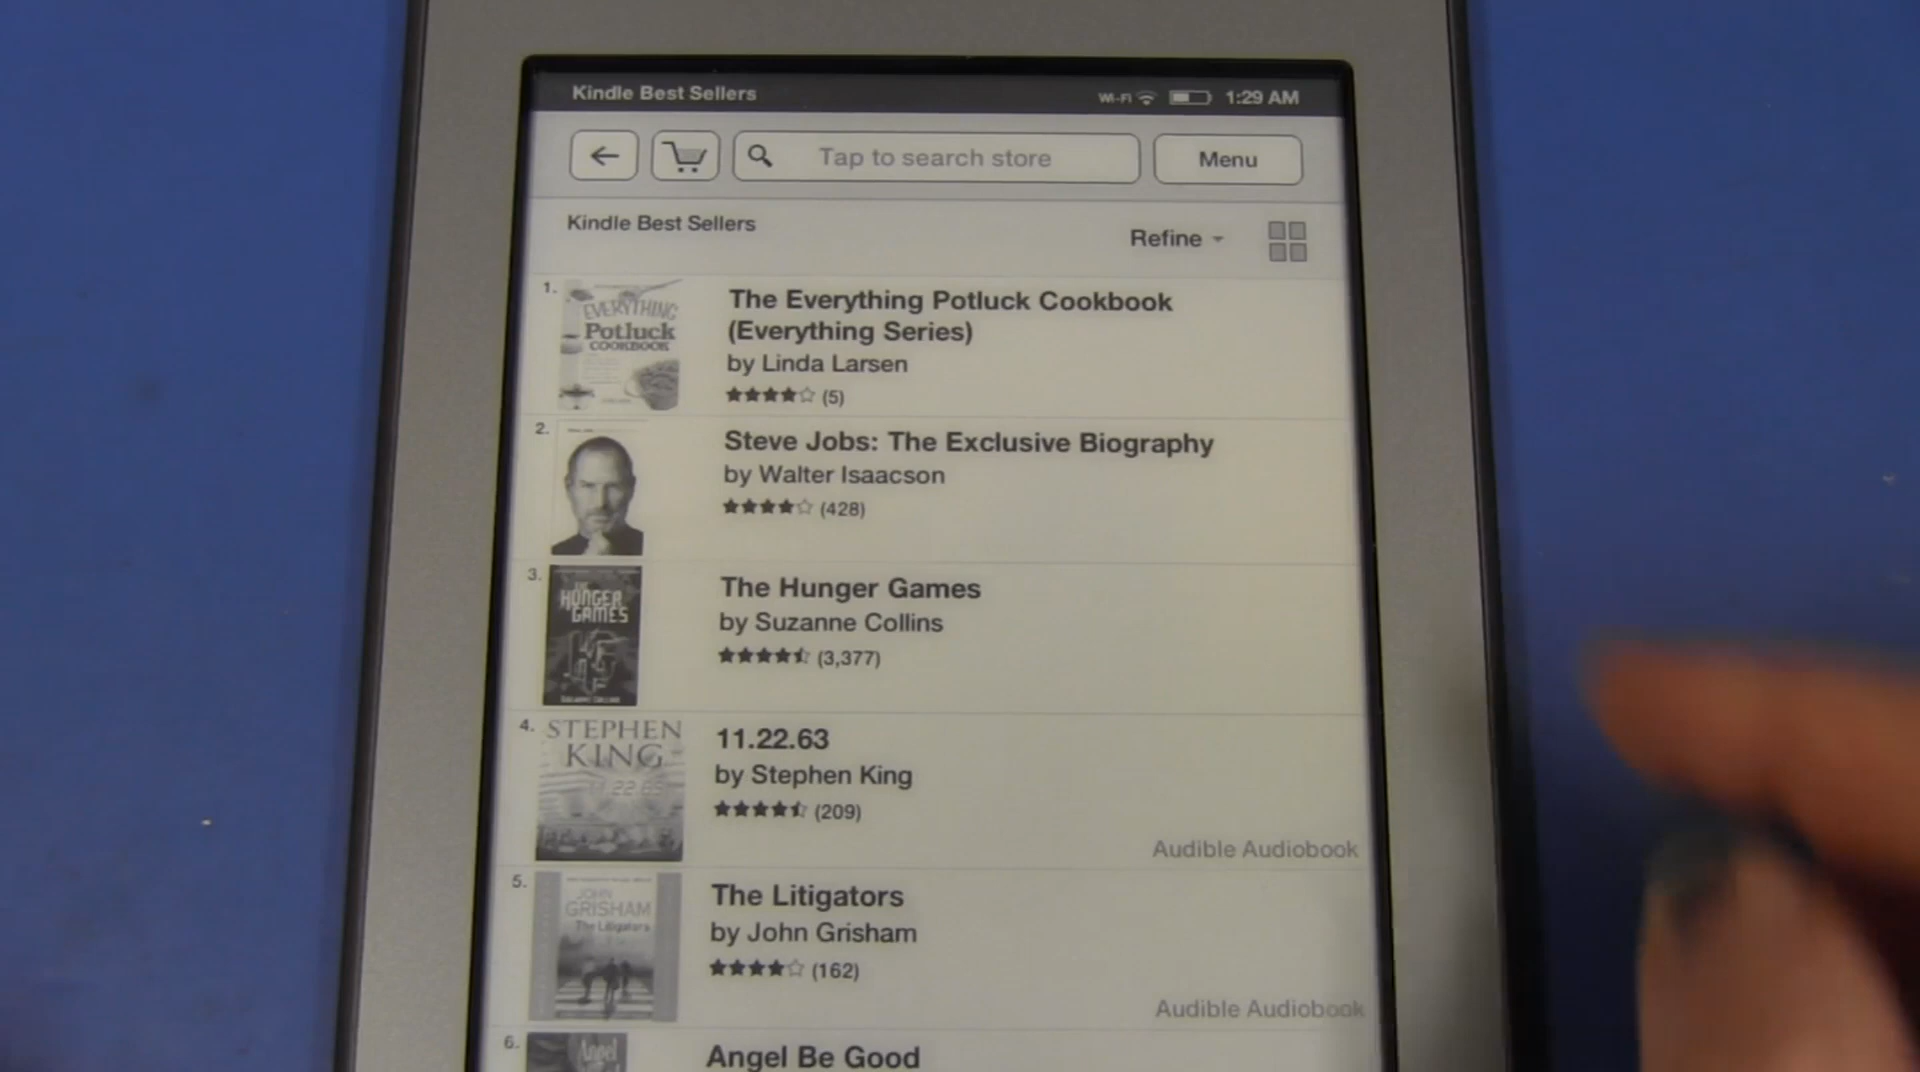 Kindle Best Sellers
Wi-Fi 1:29 AM
Tap to search store
Menu
Kindle Best Sellers
Refine
1.
EVERYTHING
Potluck
COOKBOOK
The Everything Potluck Cookbook
(Everything Series)
by Linda Larsen
(5)
2.
Steve Jobs: The Exclusive Biography
by Walter Isaacson
(428)
3.
THE
HUNGER
GAMES
SUZANNE COLLINS
The Hunger Games
by Suzanne Collins
(3,377)
4.
STEPHEN
KING
11.22.63
by Stephen King
(209)
Audible Audiobook
5.
JOHN
GRISHAM
The Litigators
The Litigators
by John Grisham
(162)
Audible Audiobook
6.
Angel
Angel Be Good